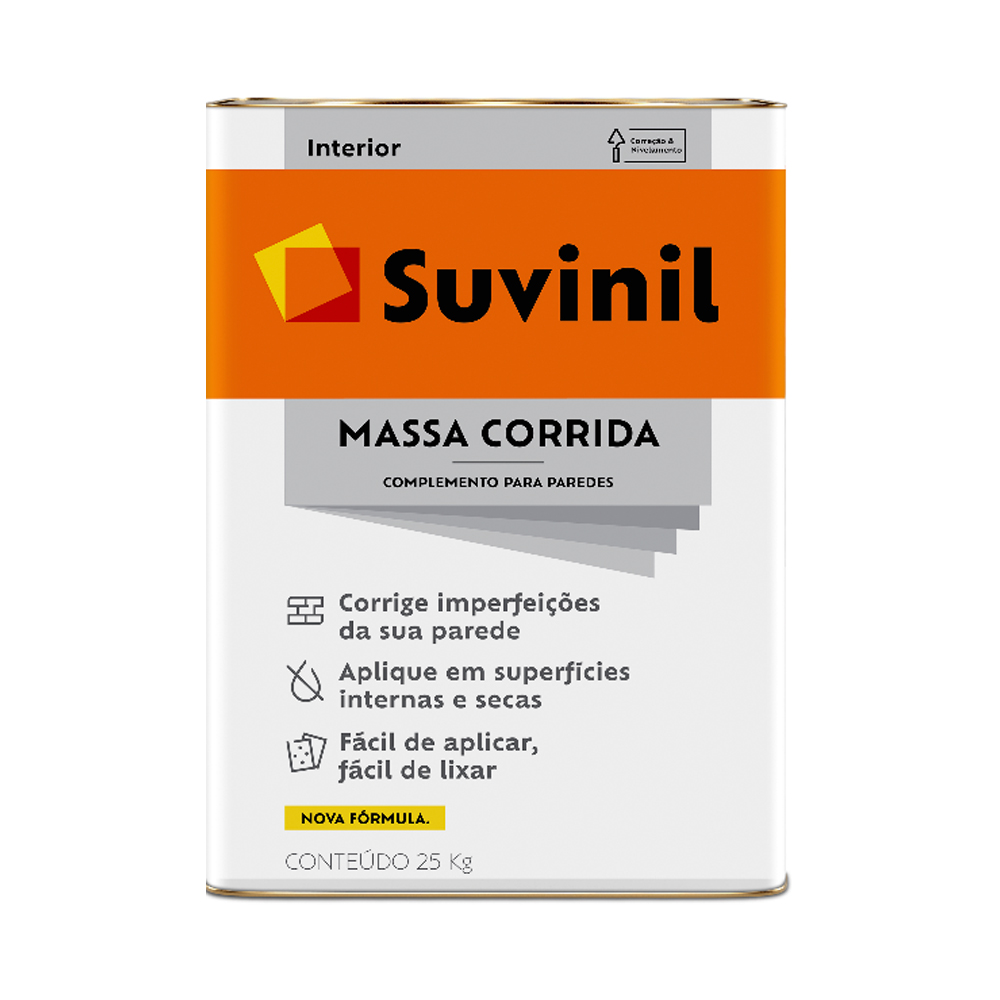 Interior
Correção &
Nivelamento
Suvinil
MASSA CORRIDA
COMPLEMENTO PARA PAREDES
Corrige imperfeições
da sua parede
Aplique em superfícies
internas e secas
Fácil de aplicar,
fácil de lixar
NOVA FÓRMULA.
CONTEÚDO 25 Kg